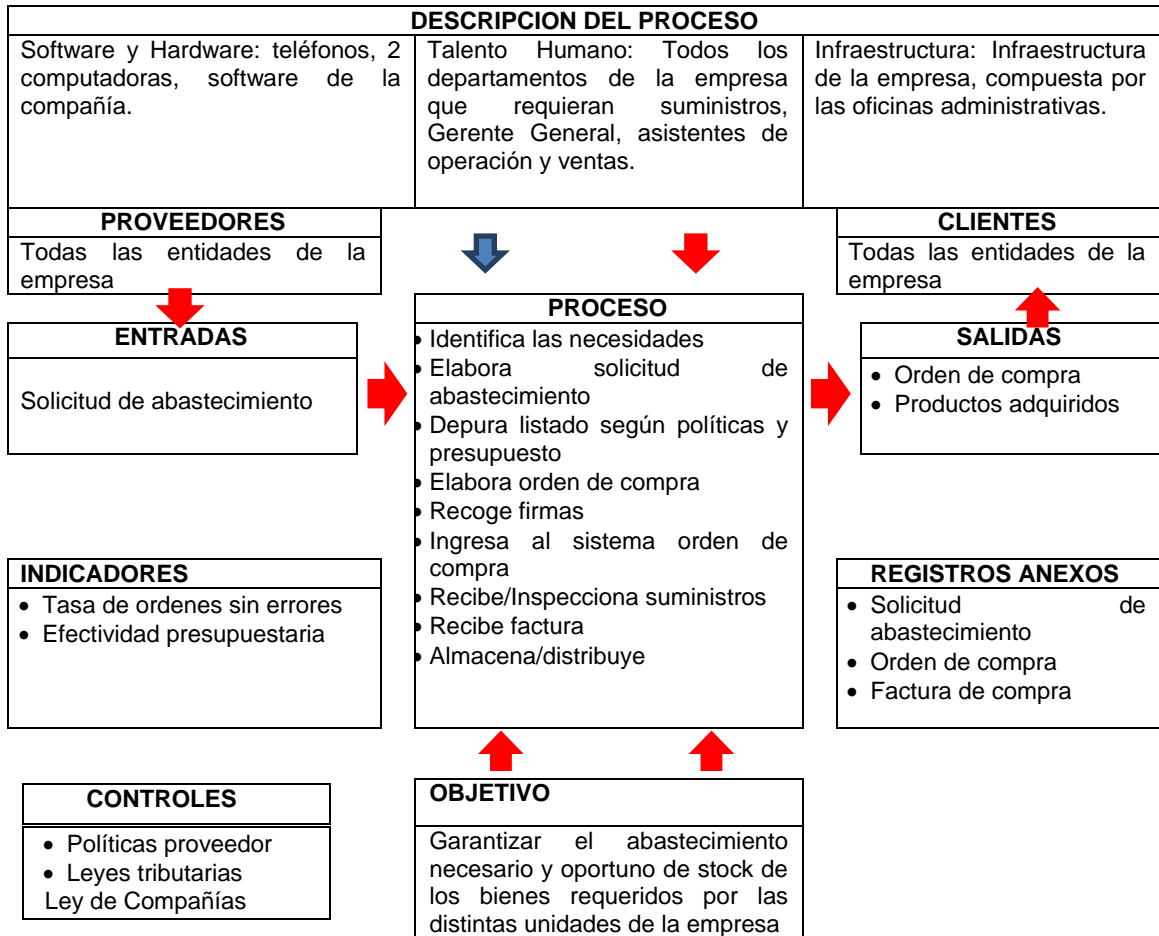 DESCRIPCION DEL PROCESO
Software y Hardware: teléfonos, 2
computadoras, software de la
compañía.
Talento Humano: Todos los
departamentos de la empresa
que requieran suministros,
Gerente General, asistentes de
operación y ventas.
Infraestructura: Infraestructura
de la empresa, compuesta por
las oficinas administrativas.
PROVEEDORES
Todas las entidades de la
empresa
CLIENTES
Todas las entidades de la
empresa
ENTRADAS
Solicitud de abastecimiento
PROCESO
• Identifica las necesidades
• Elabora solicitud de
abastecimiento
• Depura listado según políticas y
presupuesto
• Elabora orden de compra
• Recoge firmas
• Ingresa al sistema orden de
compra
• Recibe/Inspecciona suministros
• Recibe factura
• Almacena/distribuye
SALIDAS
• Orden de compra
• Productos adquiridos
INDICADORES
• Tasa de ordenes sin errores
• Efectividad presupuestaria
REGISTROS ANEXOS
• Solicitud de
abastecimiento
• Orden de compra
• Factura de compra
CONTROLES
• Políticas proveedor
• Leyes tributarias
Ley de Compañías
OBJETIVO
Garantizar el abastecimiento
necesario y oportuno de stock de
los bienes requeridos por las
distintas unidades de la empresa